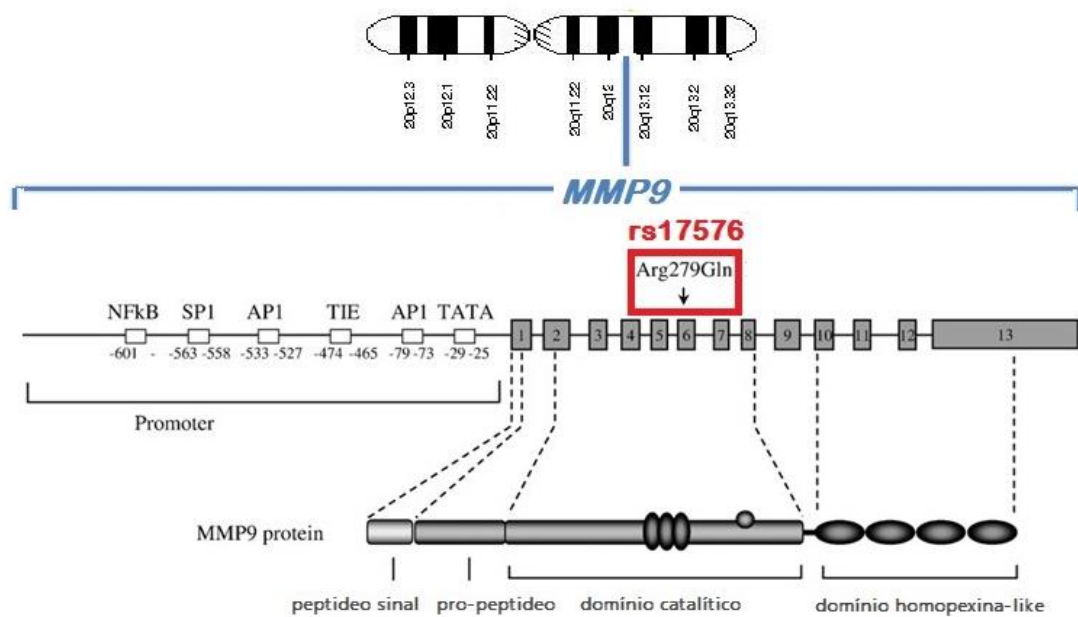 20p12.3 20p12.1 20p11.22 20q11.22 20q12 20q13.12 20q13.2 20q13.32
MMP9
rs17576
Arg279Gln
NFkB SP1 AP1 TIE AP1 TATA
1 2 3 4 5 6 7 8 9 10 11 12 13
-601 - -563 -558 -533 -527 -474 -465 -79 -73 -29 -25
Promoter
MMP9 protein
peptideo sinal pro-peptideo domínio catalítico domínio homopexina-like